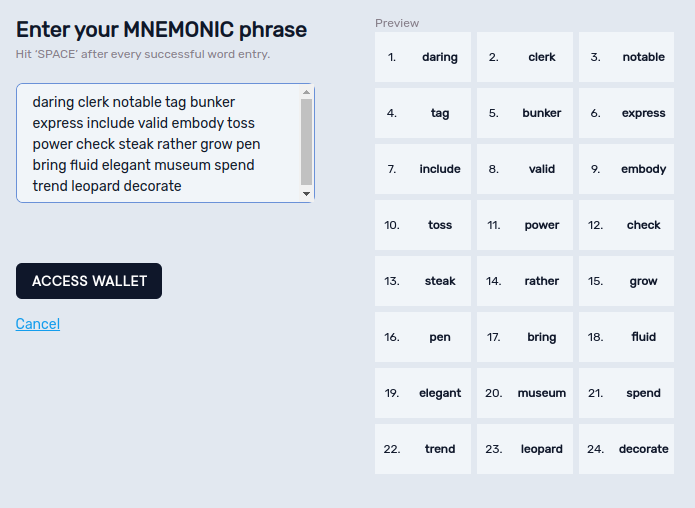 Enter your MNEMONIC phrase
Hit ‘SPACE’ after every successful word entry.
daring clerk notable tag bunker
express include valid embody toss
power check steak rather grow pen
bring fluid elegant museum spend
trend leopard decorate
ACCESS WALLET
Cancel
Preview
1. daring 2. clerk 3. notable
4. tag 5. bunker 6. express
7. include 8. valid 9. embody
10. toss 11. power 12. check
13. steak 14. rather 15. grow
16. pen 17. bring 18. fluid
19. elegant 20. museum 21. spend
22. trend 23. leopard 24. decorate